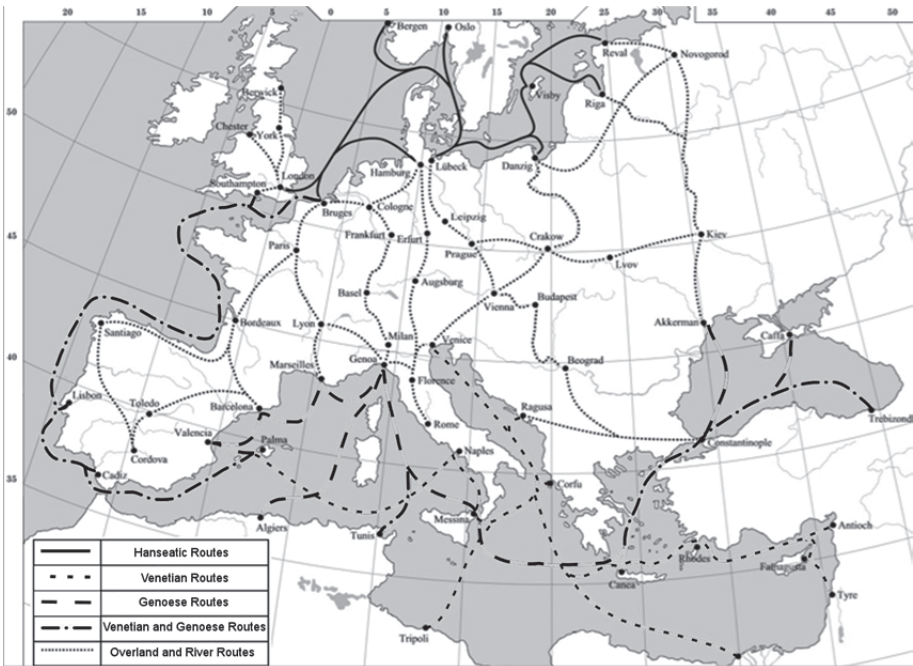 5
0
5
10
15
20
25
30
35
40
20
50
45
40
35
Bergen
Oslo
Reval
Novogorod
Berwick
Visby
Riga
Chester
York
London
Hamburg
Lübeck
Danzig
Southampton
Bruges
Cologne
Leipzig
Frankfurt
Erfurt
Prague
Crakow
Kiev
Lvov
Paris
Basel
Augsburg
Vienna
Budapest
Bordeaux
Lyon
Milan
Venice
Akkerman
Caffa
Santiago
Genoa
Marseilles
Florence
Beograd
Lisbon
Toledo
Barcelona
Ragusa
Trebizond
Valencia
Palma
Rome
Constantinople
Cordova
Naples
Cadiz
Corfu
Algiers
Messina
Tunis
Antioch
Rhodes
Famagusta
Canea
Tyre
Tripoli
Hanseatic Routes
Venetian Routes
Genoese Routes
Venetian and Genoese Routes
Overland and River Routes